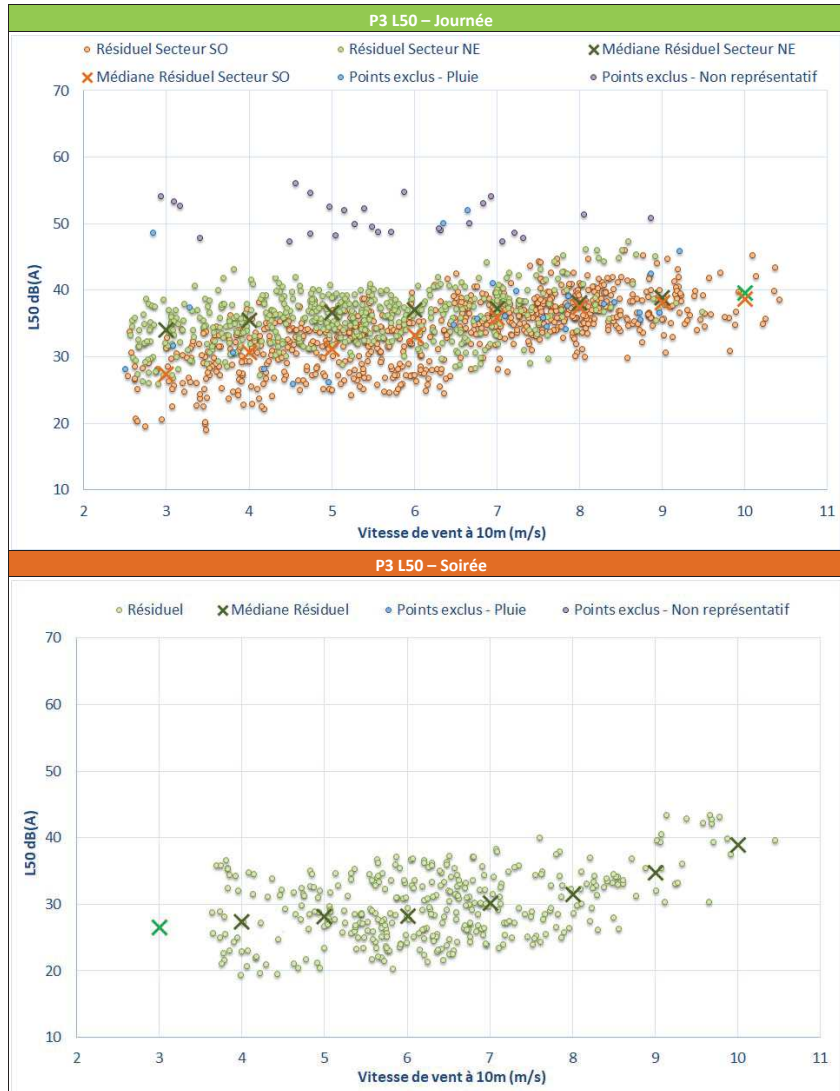 P3 L50 – Journée
Résiduel Secteur SO
Résiduel Secteur NE
Médiane Résiduel Secteur NE
Médiane Résiduel Secteur SO
Points exclus - Pluie
Points exclus - Non représentatif
L50 dB(A)
70
60
50
40
30
20
10
2 3 4 5 6 7 8 9 10 11
Vitesse de vent à 10m (m/s)
P3 L50 – Soirée
Résiduel
Médiane Résiduel
Points exclus - Pluie
Points exclus - Non représentatif
L50 dB(A)
70
60
50
40
30
20
10
2 3 4 5 6 7 8 9 10 11
Vitesse de vent à 10m (m/s)